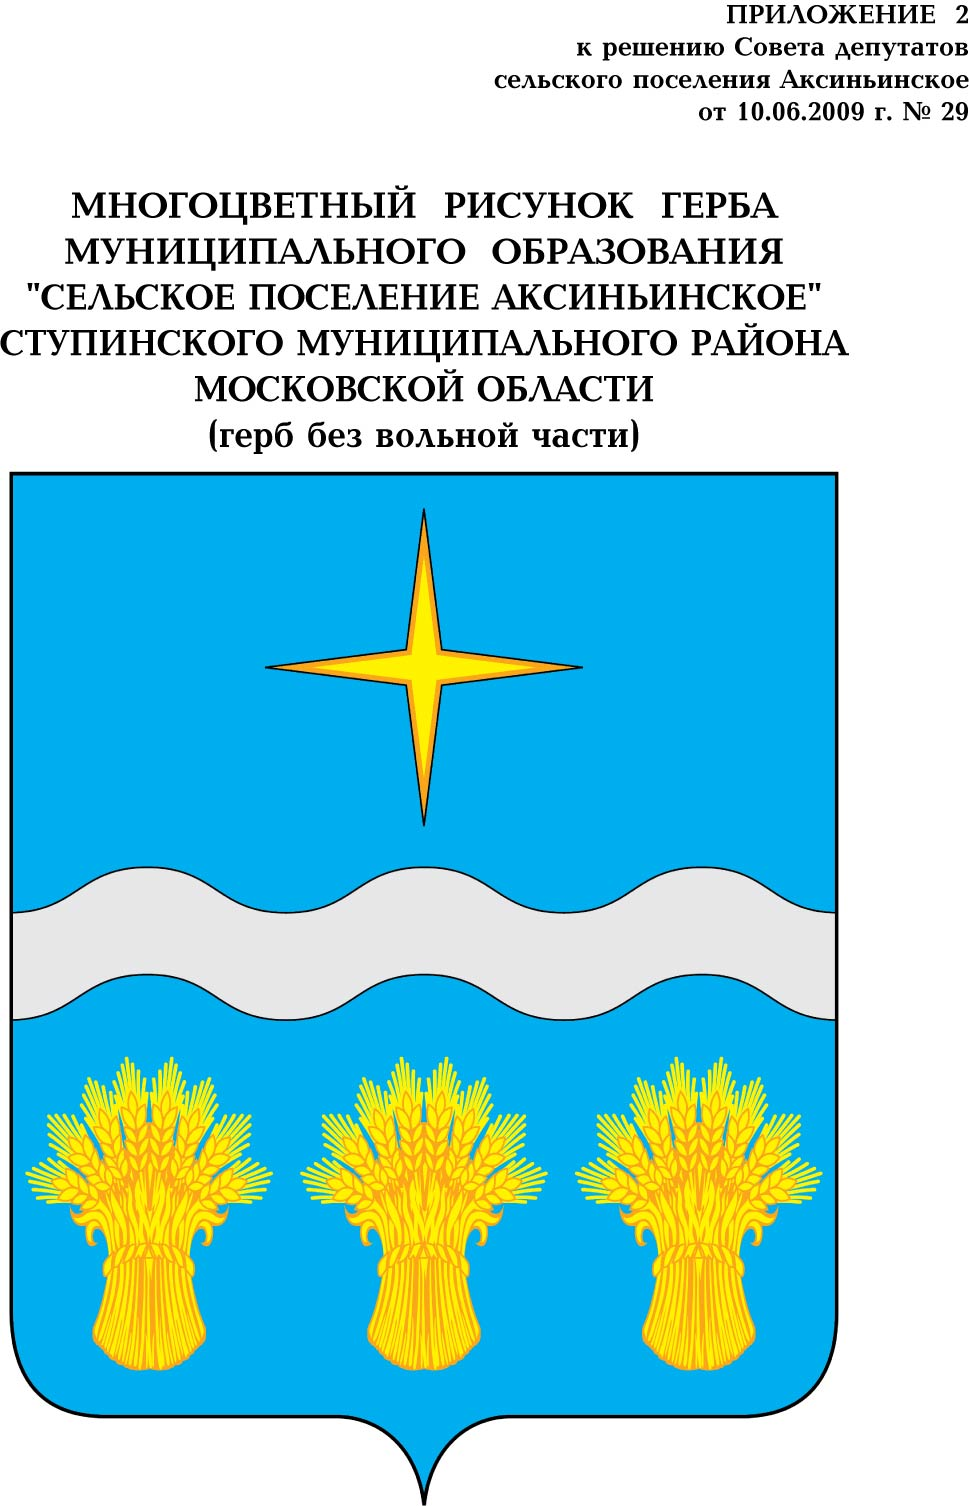 ПРИЛОЖЕНИЕ 2
к решению Совета депутатов
сельского поселения Аксиньинское
от 10.06.2009 г. № 29
МНОГОЦВЕТНЫЙ РИСУНОК ГЕРБА
МУНИЦИПАЛЬНОГО ОБРАЗОВАНИЯ
"СЕЛЬСКОЕ ПОСЕЛЕНИЕ АКСИНЬИНСКОЕ"
СТУПИНСКОГО МУНИЦИПАЛЬНОГО РАЙОНА
МОСКОВСКОЙ ОБЛАСТИ
(герб без вольной части)